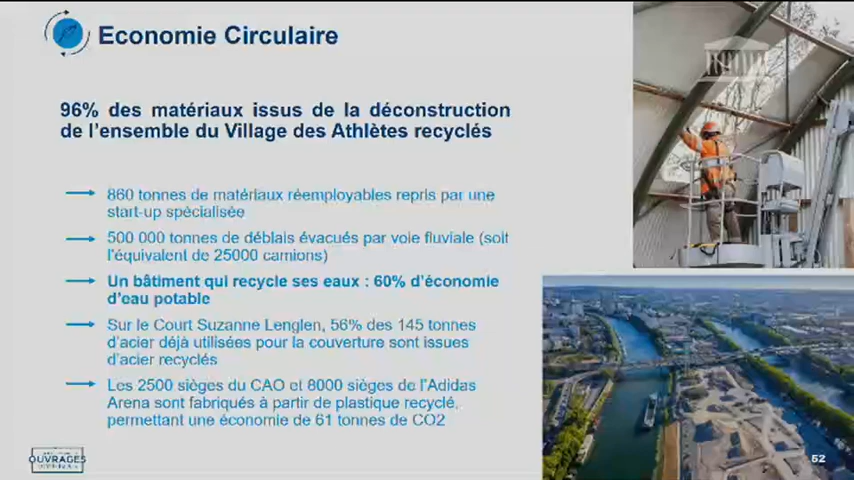 Economie Circulaire
96% des matériaux issus de la déconstruction
de l'ensemble du Village des Athlètes recyclés
860 tonnes de matériaux réemployables repris par une
start-up spécialisée
500 000 tonnes de déblais évacués par voie fluviale (soit
l'équivalent de 25000 camions)
Un bâtiment qui recycle ses eaux : 60% d'économie
d'eau potable
Sur le Court Suzanne Lenglen, 56% des 145 tonnes
d'acier déjà utilisées pour la couverture sont issues
d'acier recyclés
Les 2500 sièges du CAO et 8000 sièges de l'Adidas
Arena sont fabriqués à partir de plastique recyclé,
permettant une économie de 61 tonnes de CO2
OUVRAGES
52